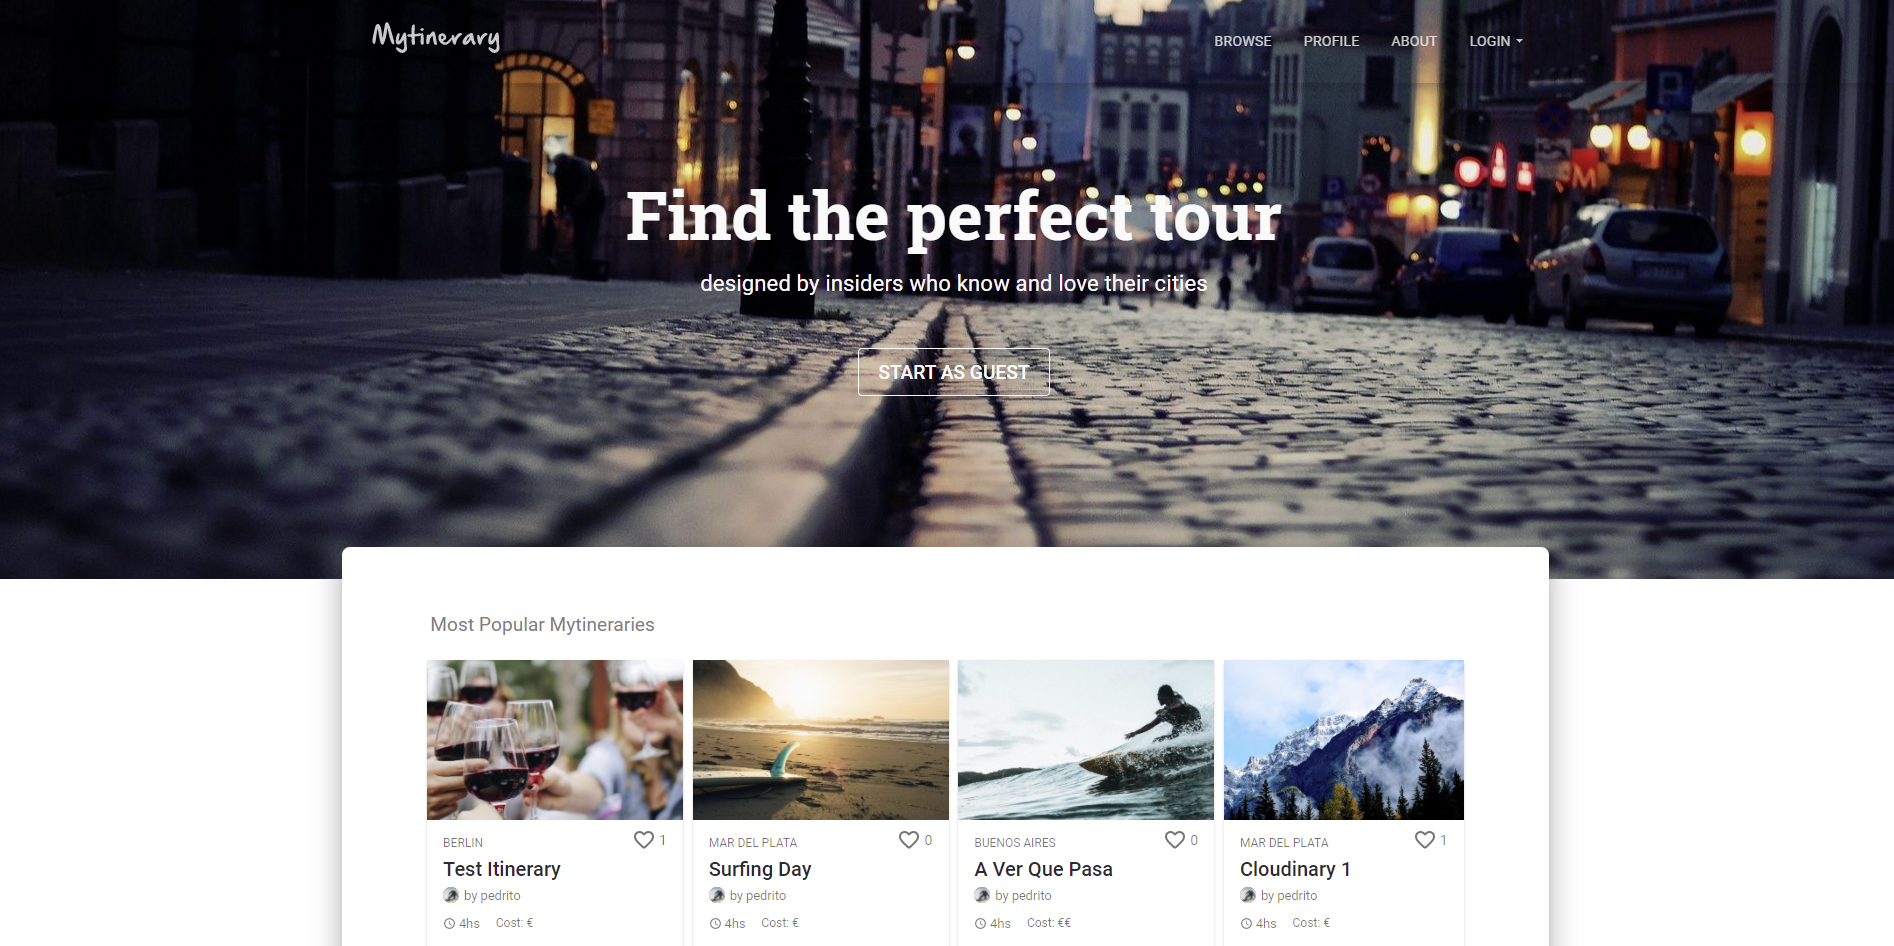 Mytinerary
BROWSE PROFILE ABOUT LOGIN
Find the perfect tour
designed by insiders who know and love their cities
START AS GUEST
Most Popular Mytineraries
BERLIN 1
Test Itinerary
by pedrito
4hs Cost: €
MAR DEL PLATA 0
Surfing Day
by pedrito
4hs Cost: €
BUENOS AIRES 0
A Ver Que Pasa
by pedrito
4hs Cost: €€
MAR DEL PLATA 1
Cloudinary 1
by pedrito
4hs Cost: €